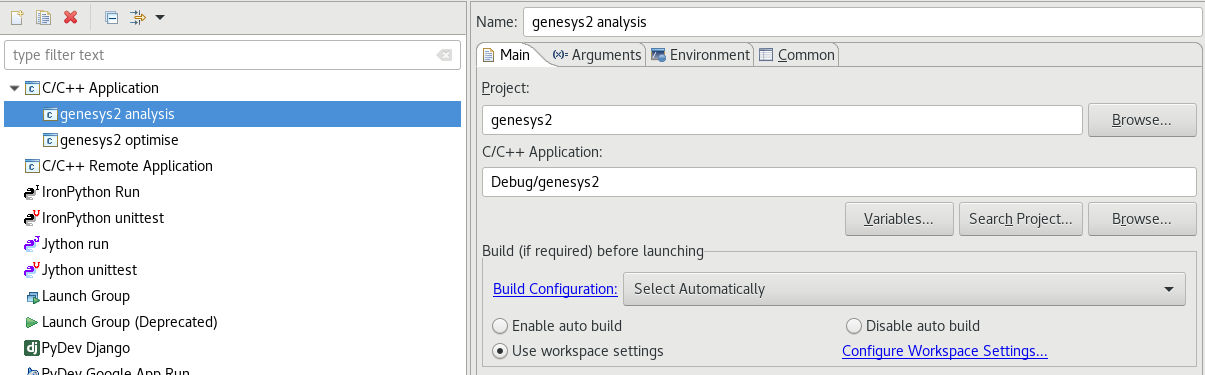 type filter text
C/C++ Application
genesys2 analysis
genesys2 optimise
C/C++ Remote Application
IronPython Run
IronPython unittest
Jython run
Jython unittest
Launch Group
Launch Group (Deprecated)
PyDev Django
PyDev Google App Run
Name: genesys2 analysis
Main (x)= Arguments Environment Common
Project:
genesys2 Browse...
C/C++ Application:
Debug/genesys2
Variables... Search Project... Browse...
Build (if required) before launching
Build Configuration: Select Automatically
Enable auto build Disable auto build
Use workspace settings Configure Workspace Settings...